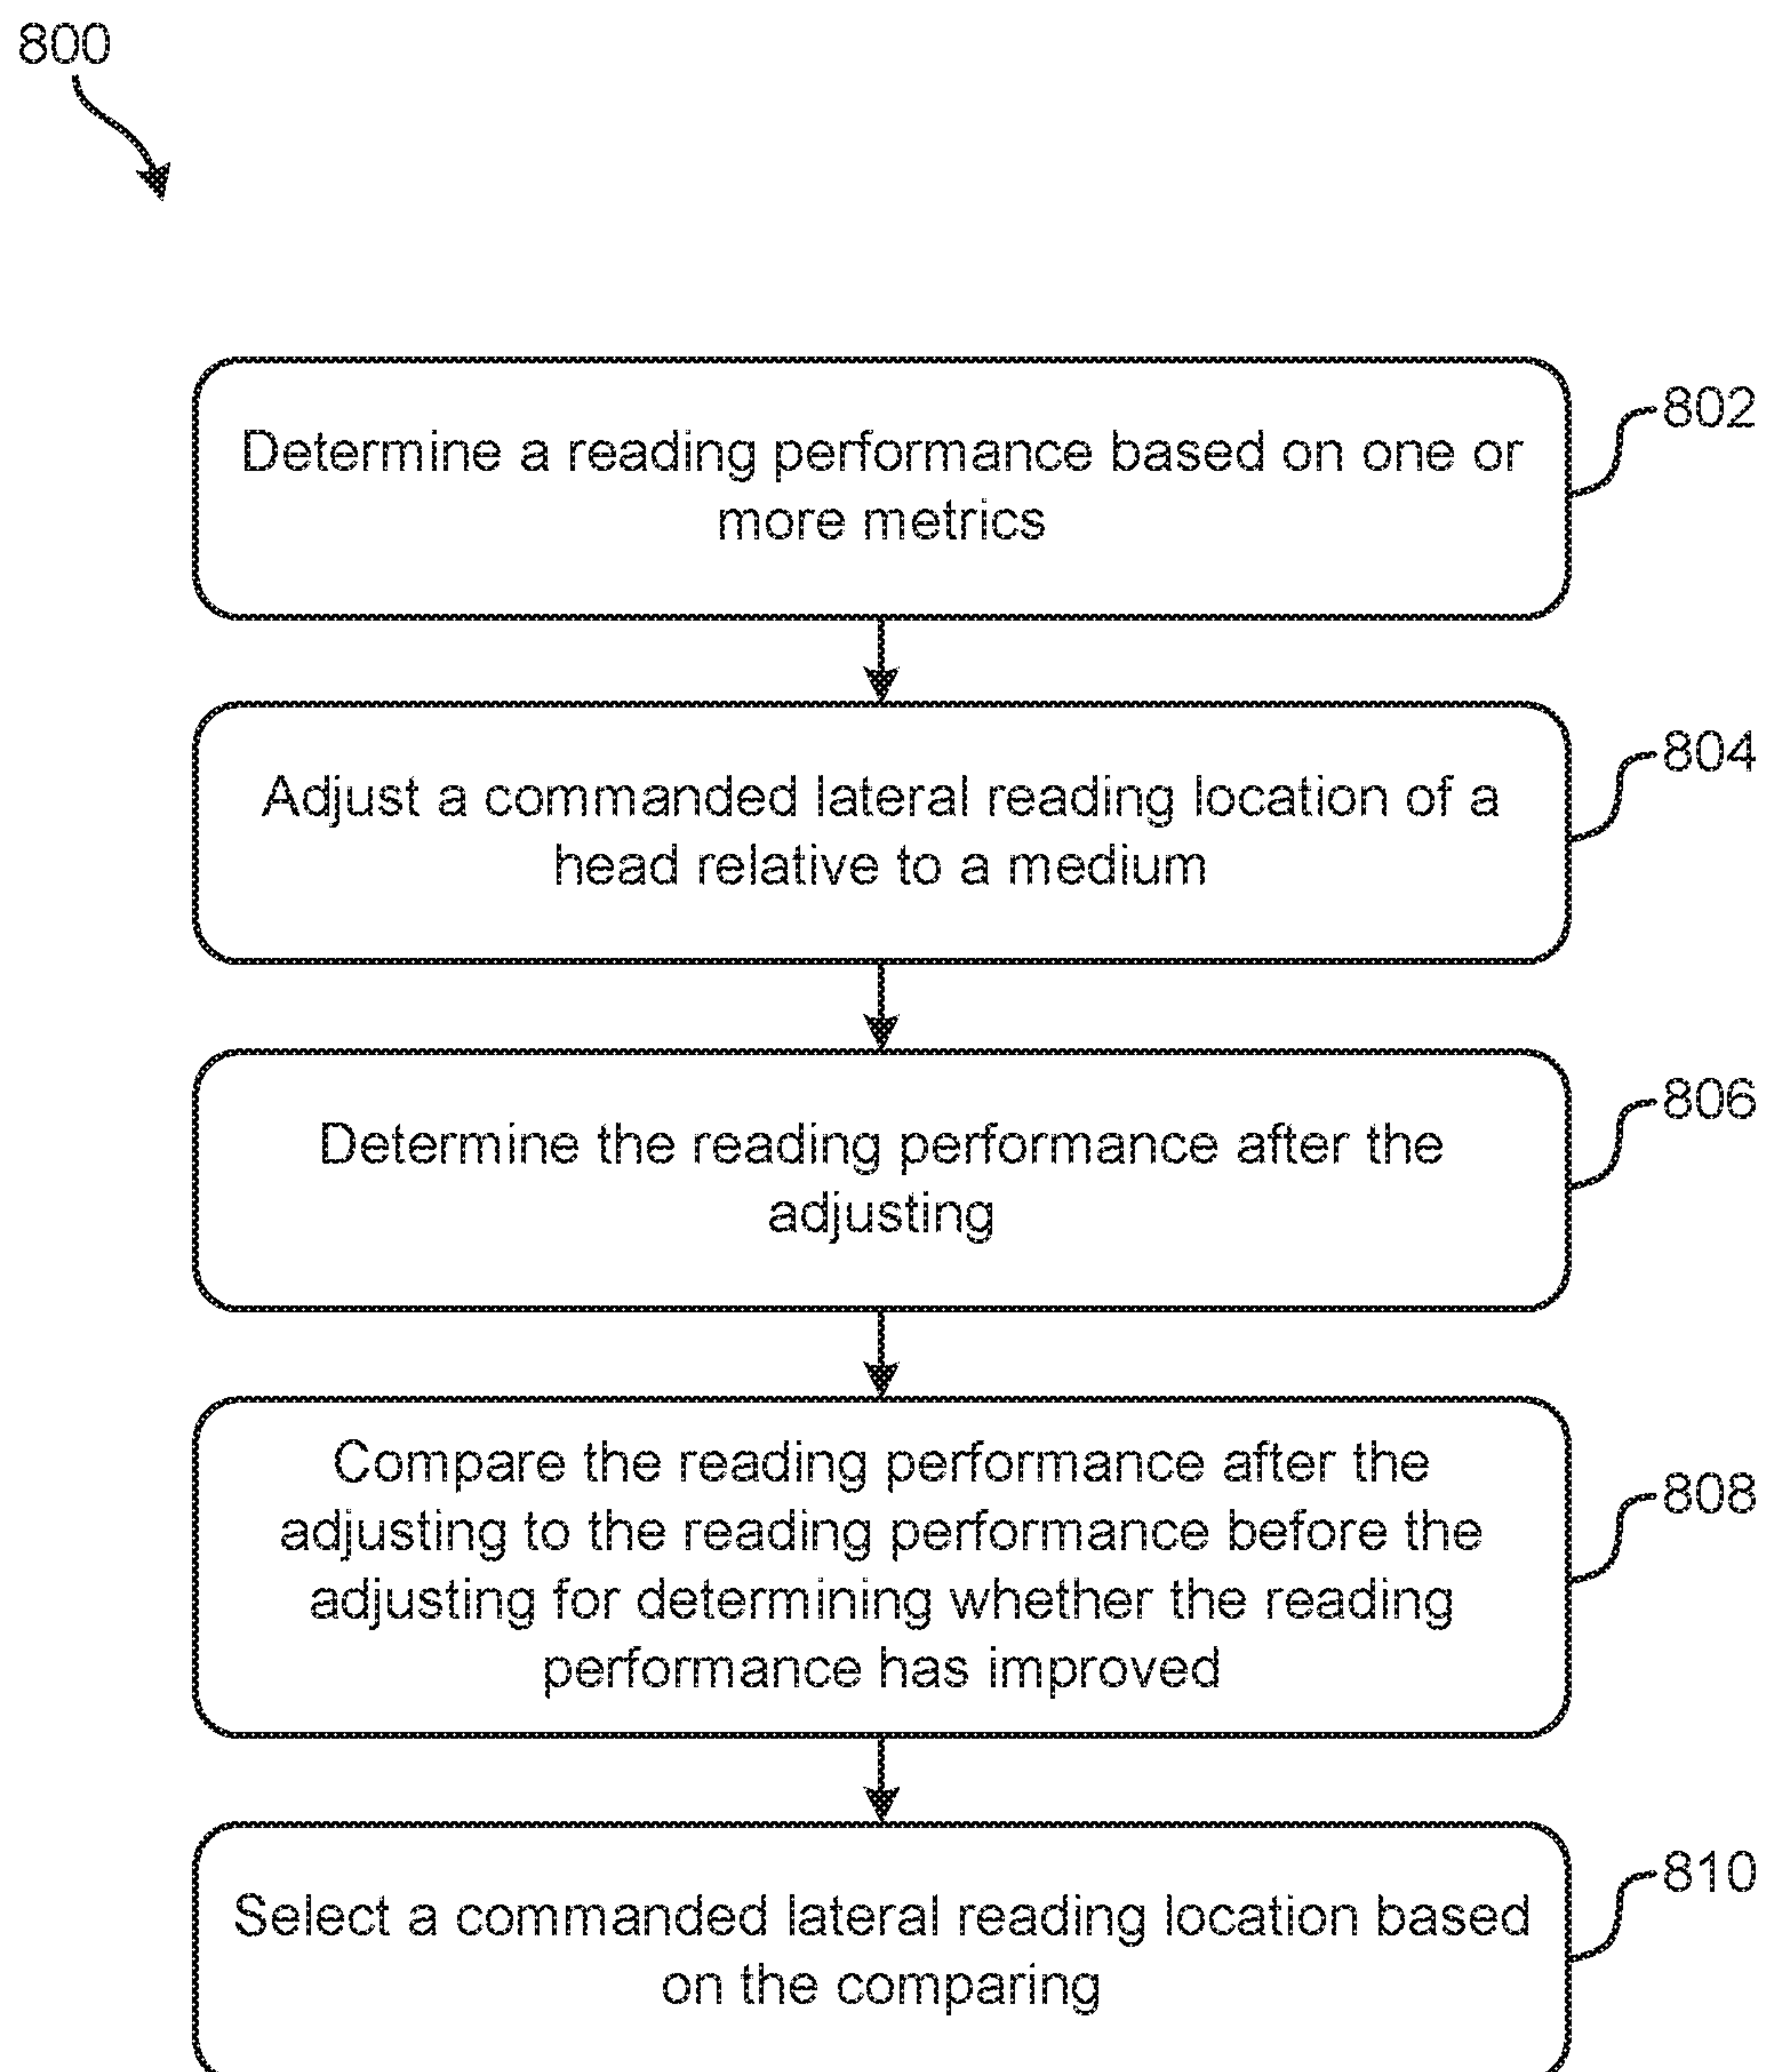 800
Determine a reading performance based on one or
more metrics
802
Adjust a commanded lateral reading location of a
head relative to a medium
804
Determine the reading performance after the
adjusting
806
Compare the reading performance after the
adjusting to the reading performance before the
adjusting for determining whether the reading
performance has improved
808
Select a commanded lateral reading location based
on the comparing
810